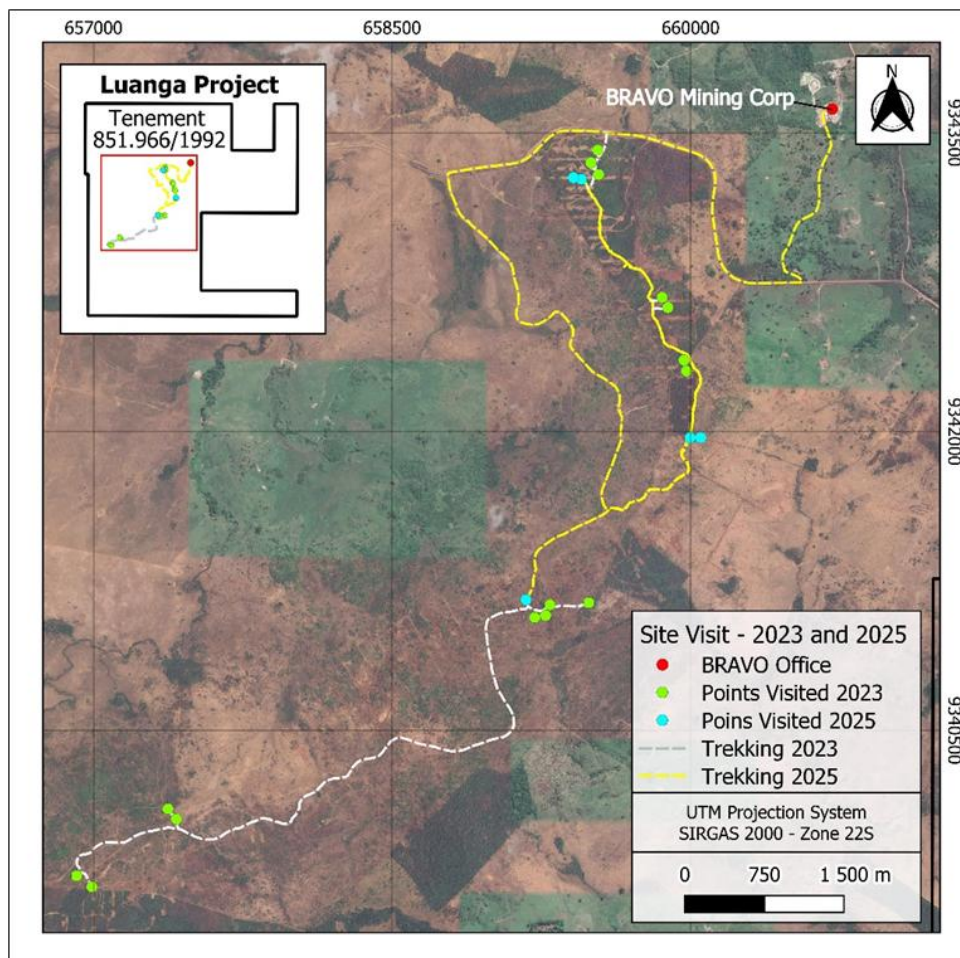 657000
658500
660000
Luanga Project
Tenement
851.966/1992
BRAVO Mining Corp
N
9343500
9342000
9340500
Site Visit - 2023 and 2025
BRAVO Office
Points Visited 2023
Poins Visited 2025
Trekking 2023
Trekking 2025
UTM Projection System
SIRGAS 2000 - Zone 22S
0 750 1 500 m